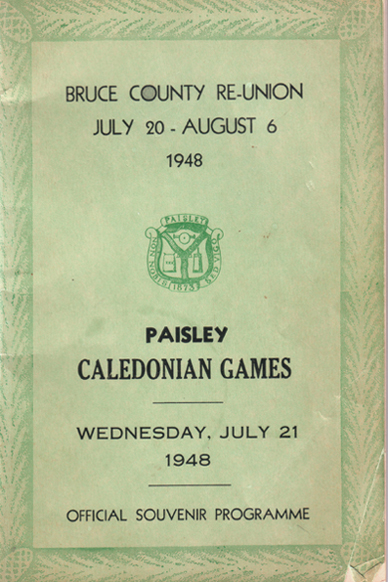 BRUCE COUNTY RE-UNION
JULY 20 - AUGUST 6
1948
PAISLEY
1873
PAISLEY
CALEDONIAN GAMES
WEDNESDAY, JULY 21
1948
OFFICIAL SOUVENIR PROGRAMME